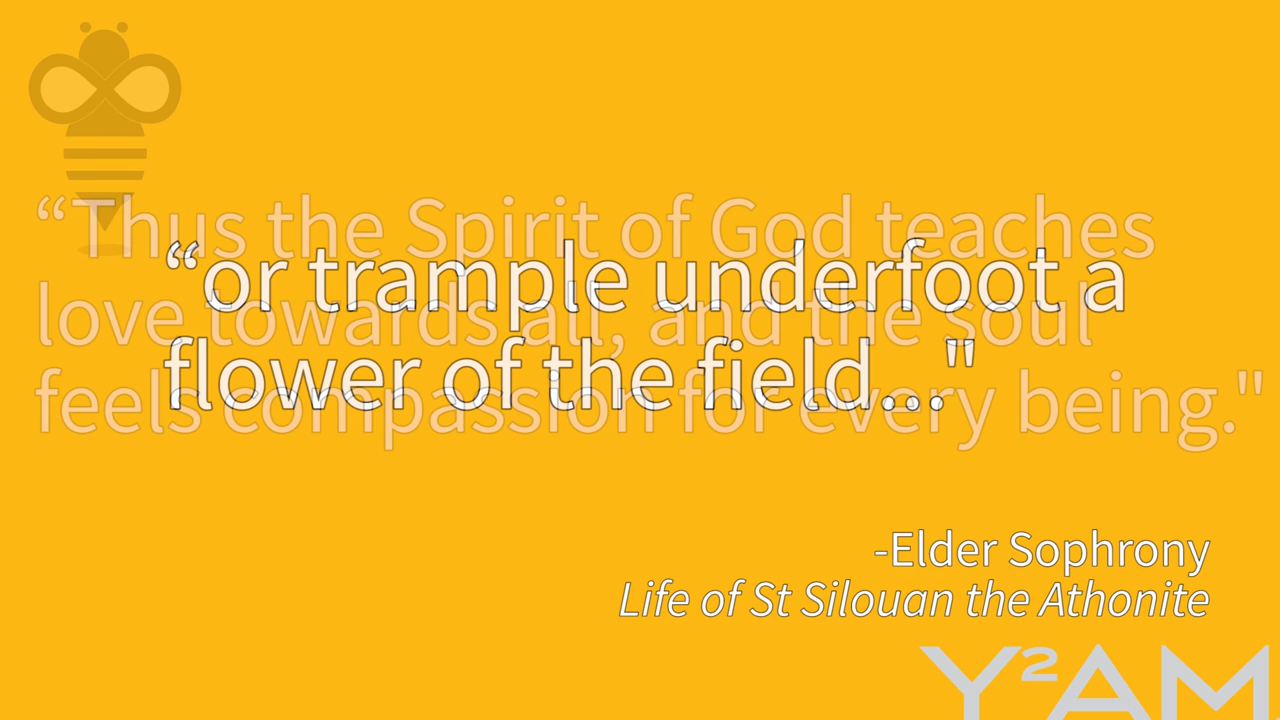 “Thus the Spirit of God teaches
love towards all, and the soul
feels compassion for every being."
“or trample underfoot a
flower of the field..."
-Elder Sophrony
Life of St Silouan the Athonite
Y²AM